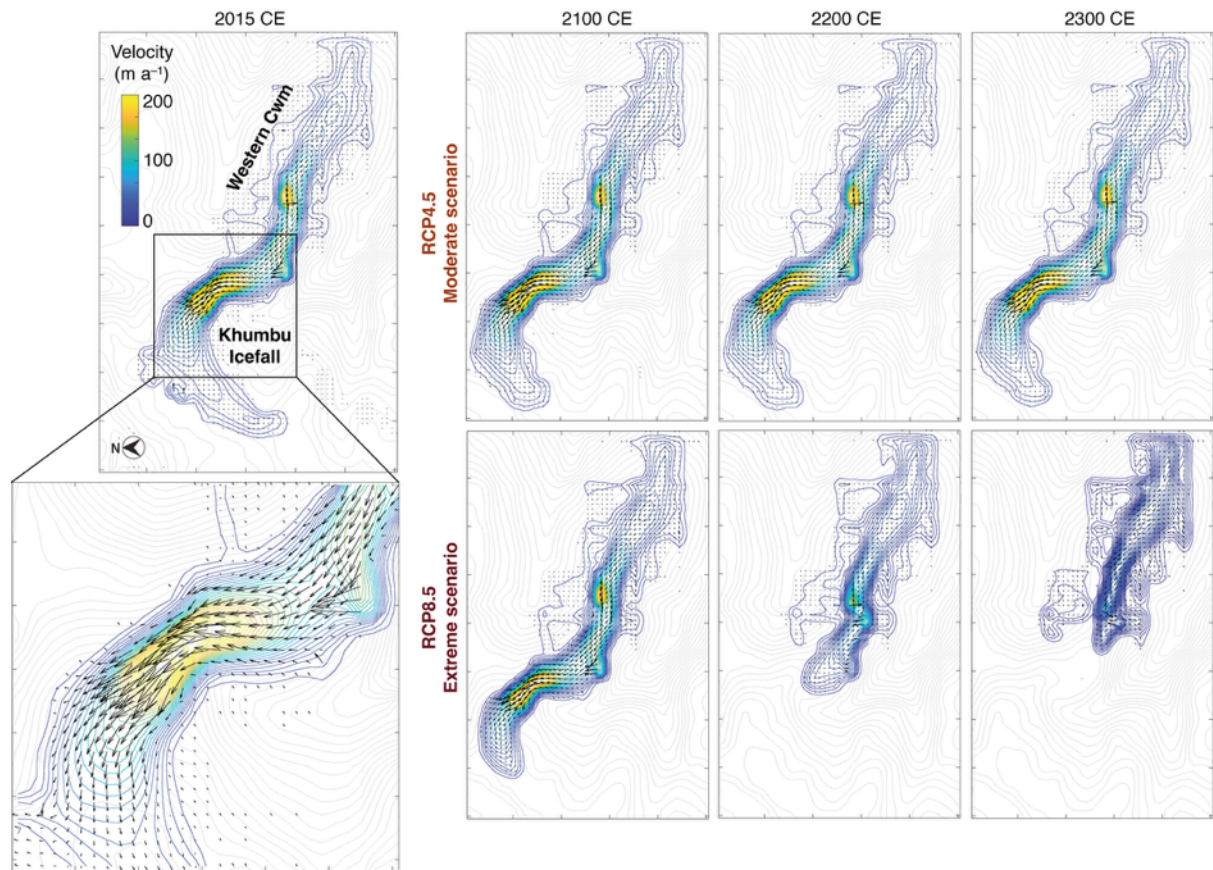 2015 CE
2100 CE
2200 CE
2300 CE
Velocity
(m a⁻¹)
200
100
0
Western Cwm
Khumbu
Icefall
N
RCP4.5
Moderate scenario
RCP8.5
Extreme scenario